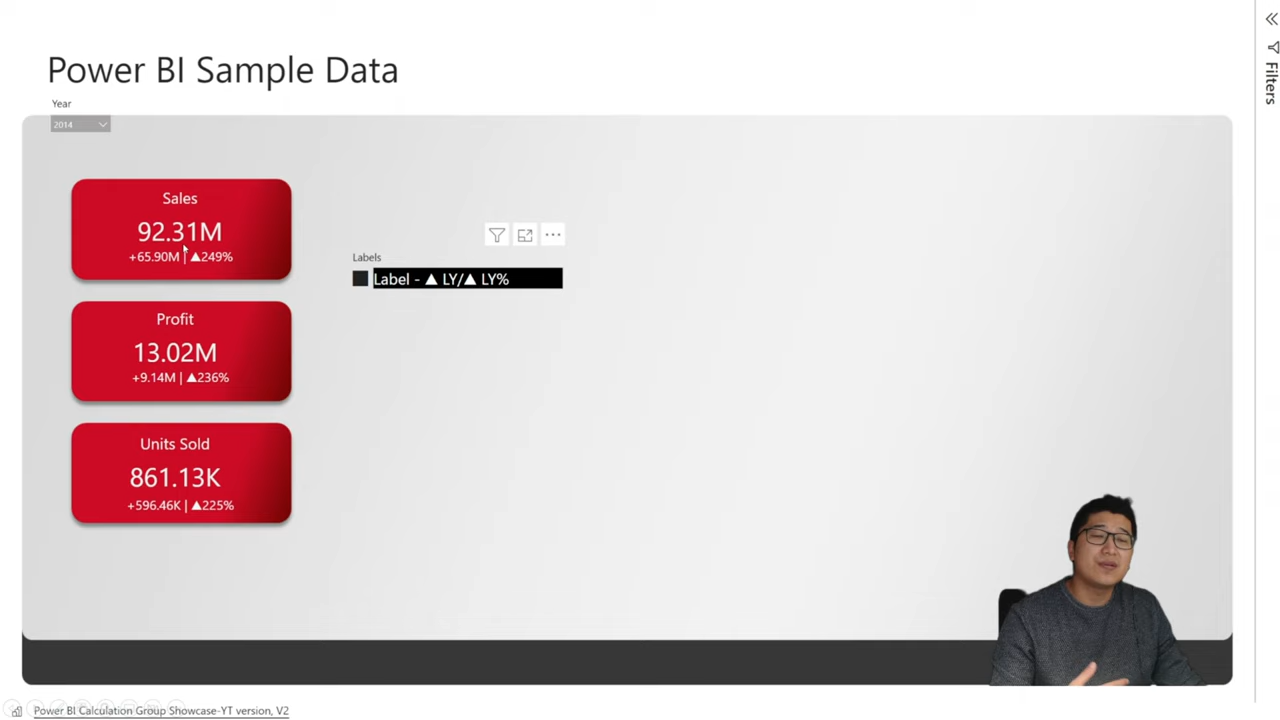 Power BI Sample Data
Year
2014
Sales
92.31M
+65.90M | ▲249%
Profit
13.02M
+9.14M | ▲236%
Units Sold
861.13K
+596.46K | ▲225%
Labels
Label - ▲ LY/▲ LY%
Filters
Power BI Calculation Group Showcase-YT version, V2